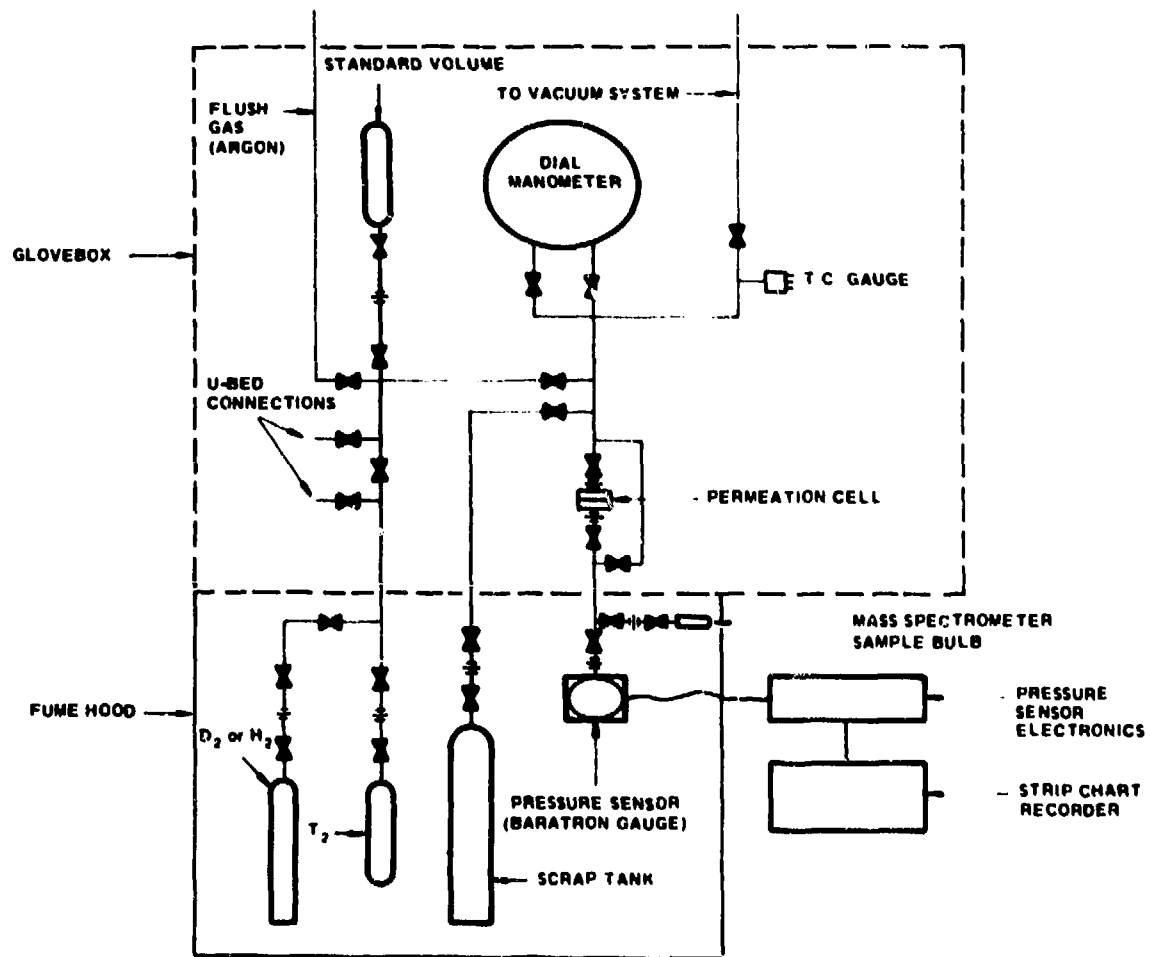 STANDARD VOLUME
TO VACUUM SYSTEM
FLUSH
GAS
(ARGON)
DIAL
MANOMETER
GLOVEBOX
T C GAUGE
U-BED
CONNECTIONS
PERMEATION CELL
MASS SPECTROMETER
SAMPLE BULB
FUME HOOD
PRESSURE
SENSOR
ELECTRONICS
D2 or H2
STRIP CHART
RECORDER
PRESSURE SENSOR
(BARATRON GAUGE)
T2
SCRAP TANK